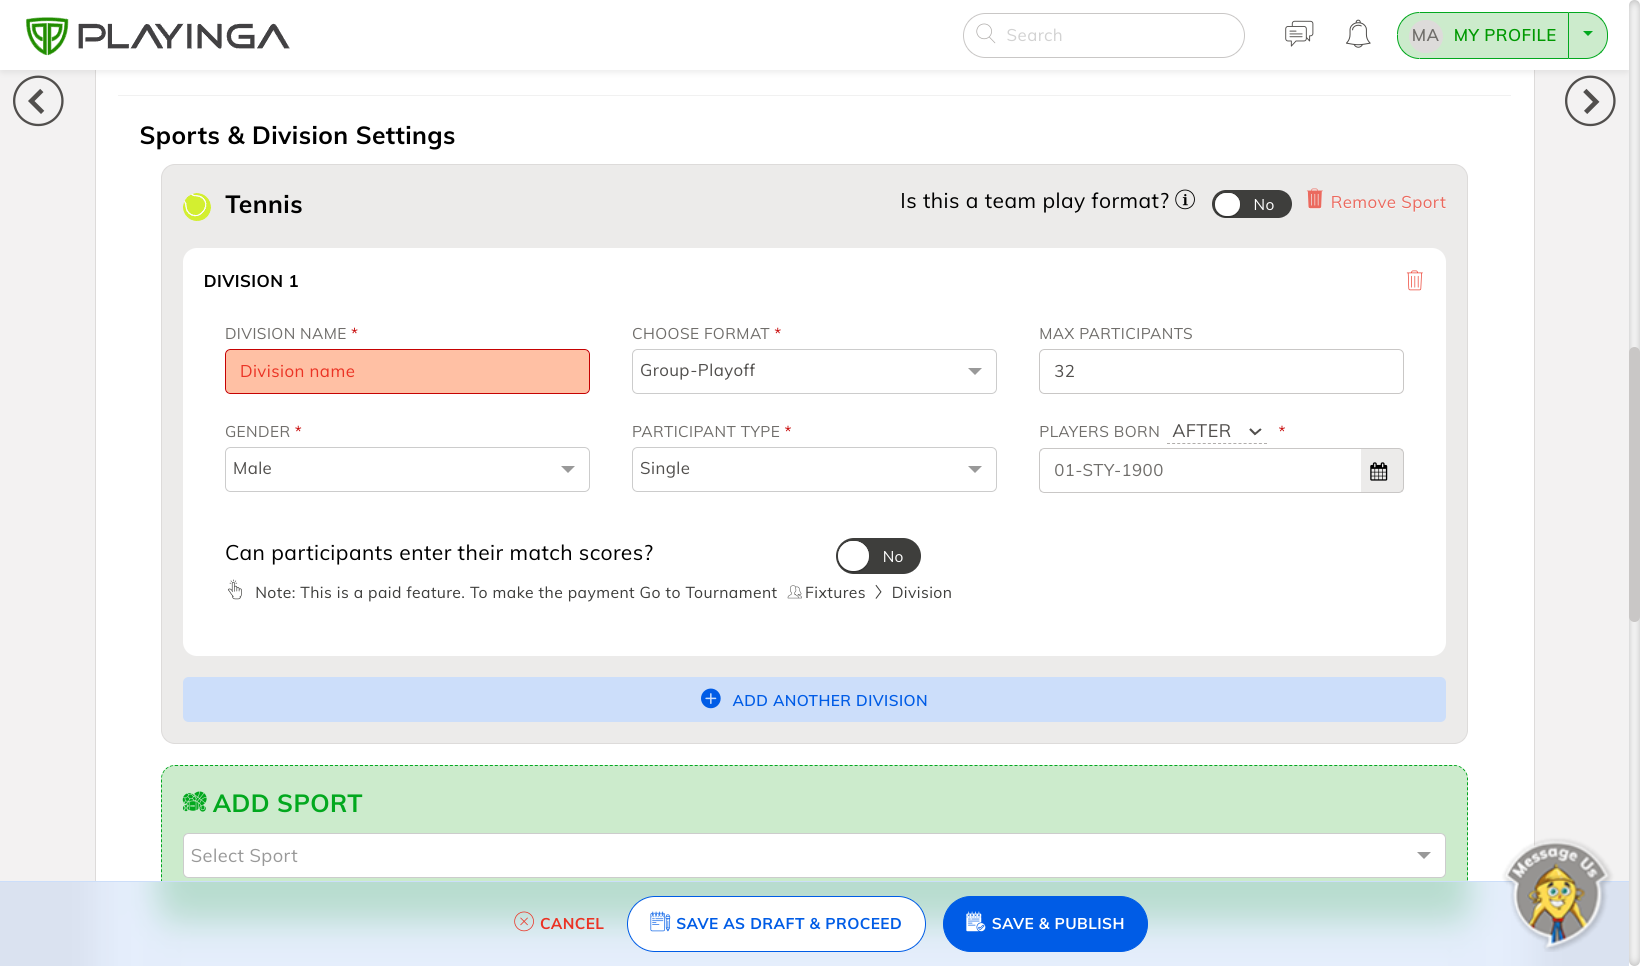 PLAYINGA
Search
MA MY PROFILE
Sports & Division Settings
Tennis
Is this a team play format? No
Remove Sport
DIVISION 1
DIVISION NAME * CHOOSE FORMAT * MAX PARTICIPANTS
Division name Group-Playoff 32
GENDER * PARTICIPANT TYPE * PLAYERS BORN AFTER *
Male Single 01-STY-1900
Can participants enter their match scores? No
Note: This is a paid feature. To make the payment Go to Tournament Fixtures > Division
ADD ANOTHER DIVISION
ADD SPORT
Select Sport
Message Us
CANCEL SAVE AS DRAFT & PROCEED SAVE & PUBLISH